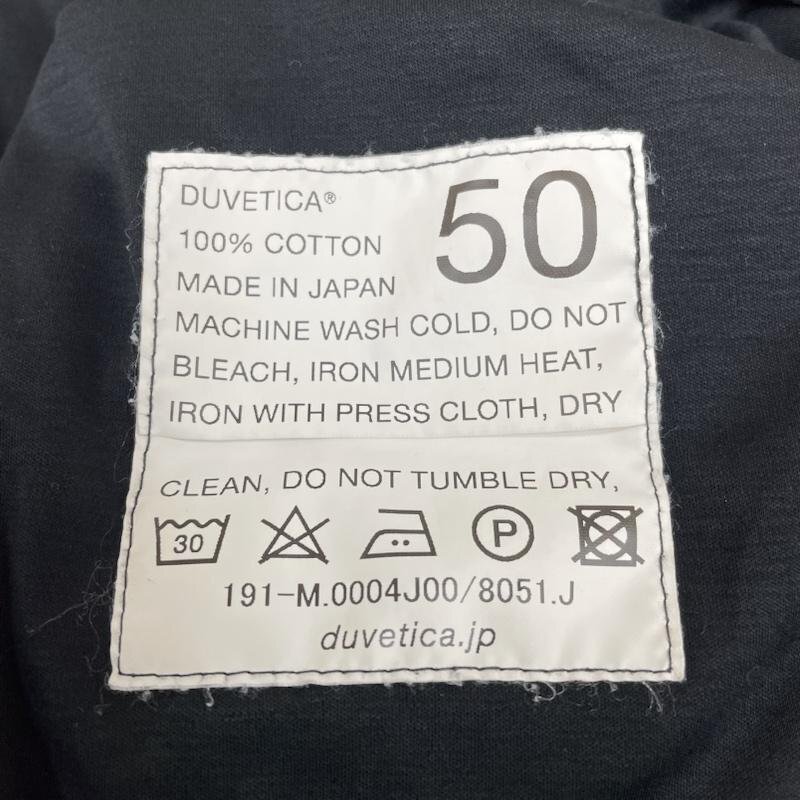 DUVETICA®
50
100% COTTON
MADE IN JAPAN
MACHINE WASH COLD, DO NOT
BLEACH, IRON MEDIUM HEAT,
IRON WITH PRESS CLOTH, DRY
CLEAN, DO NOT TUMBLE DRY,
30 P
191-M.0004J00/8051.J
duvetica.jp